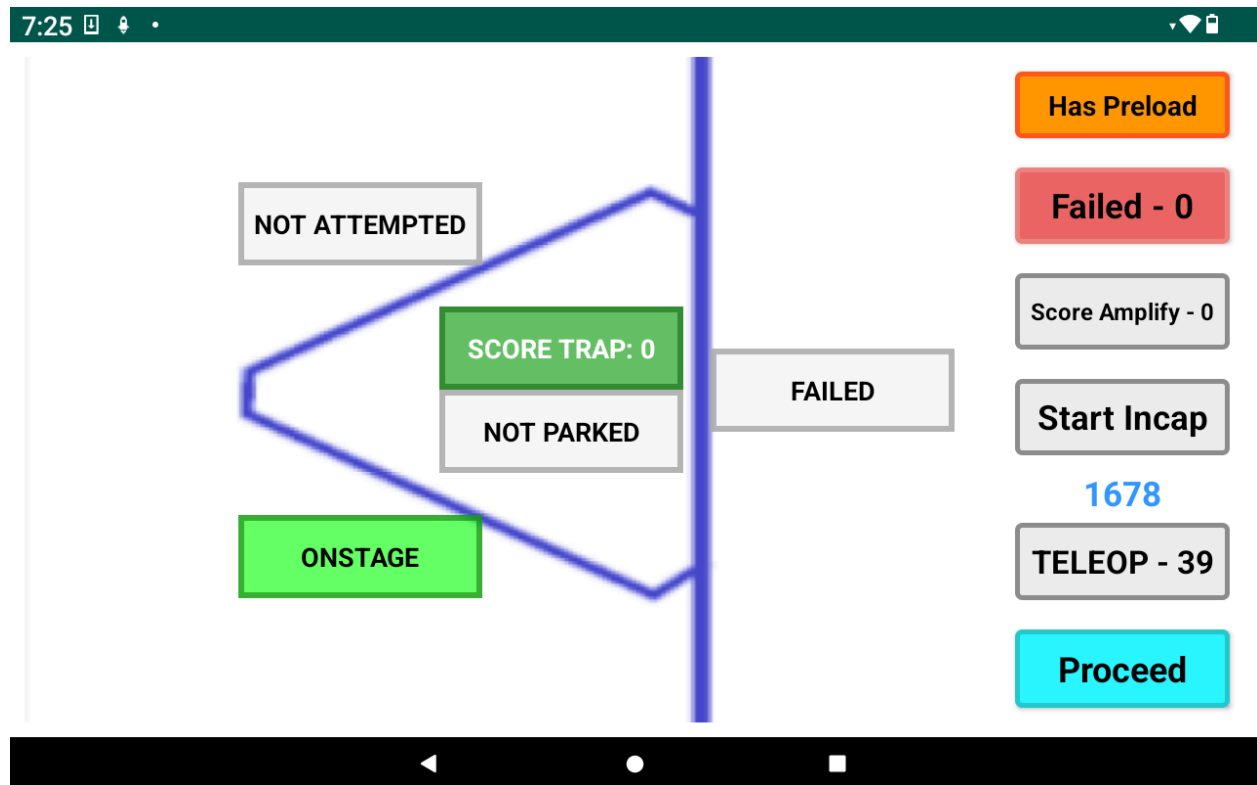 7:25
NOT ATTEMPTED
SCORE TRAP: 0
NOT PARKED
FAILED
ONSTAGE
Has Preload
Failed - 0
Score Amplify - 0
Start Incap
1678
TELEOP - 39
Proceed